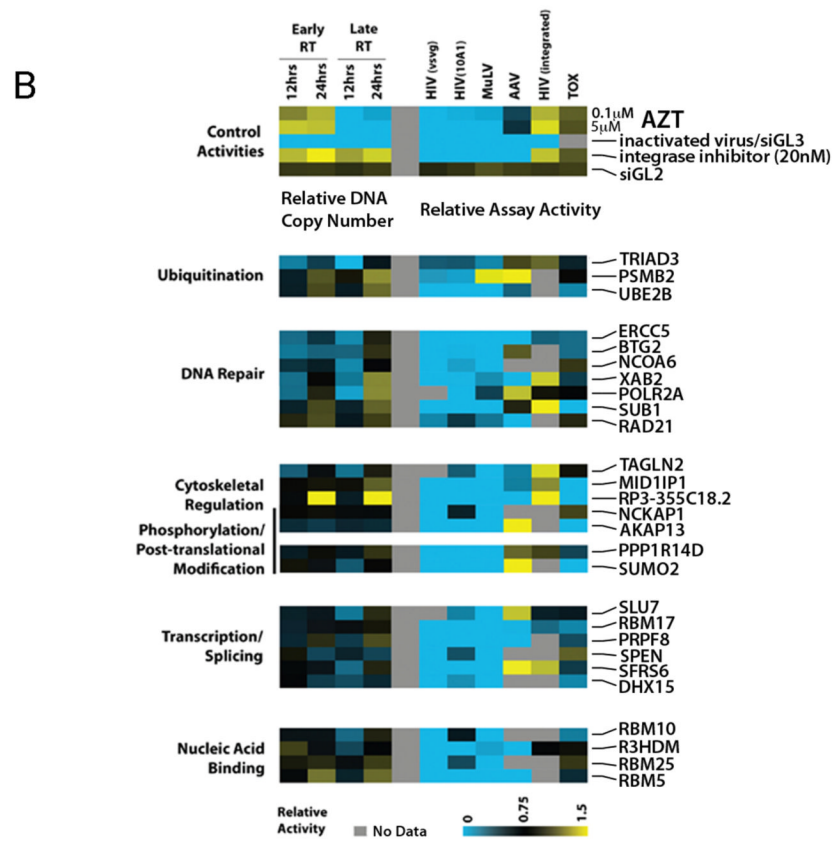 B
Early RT
Late RT
12hrs
24hrs
12hrs
24hrs
HIV (vsvg)
HIV(10A1)
MuLV
AAV
HIV (integrated)
TOX
Control Activities
0.1µM
5µM
AZT
inactivated virus/siGL3
integrase inhibitor (20nM)
siGL2
Relative DNA Copy Number
Relative Assay Activity
Ubiquitination
TRIAD3
PSMB2
UBE2B
DNA Repair
ERCC5
BTG2
NCOA6
XAB2
POLR2A
SUB1
RAD21
Cytoskeletal Regulation
Phosphorylation/
Post-translational
Modification
TAGLN2
MID1IP1
RP3-355C18.2
NCKAP1
AKAP13
PPP1R14D
SUMO2
Transcription/
Splicing
SLU7
RBM17
PRPF8
SPEN
SFRS6
DHX15
Nucleic Acid
Binding
RBM10
R3HDM
RBM25
RBM5
Relative
Activity
No Data
0
0.75
1.5